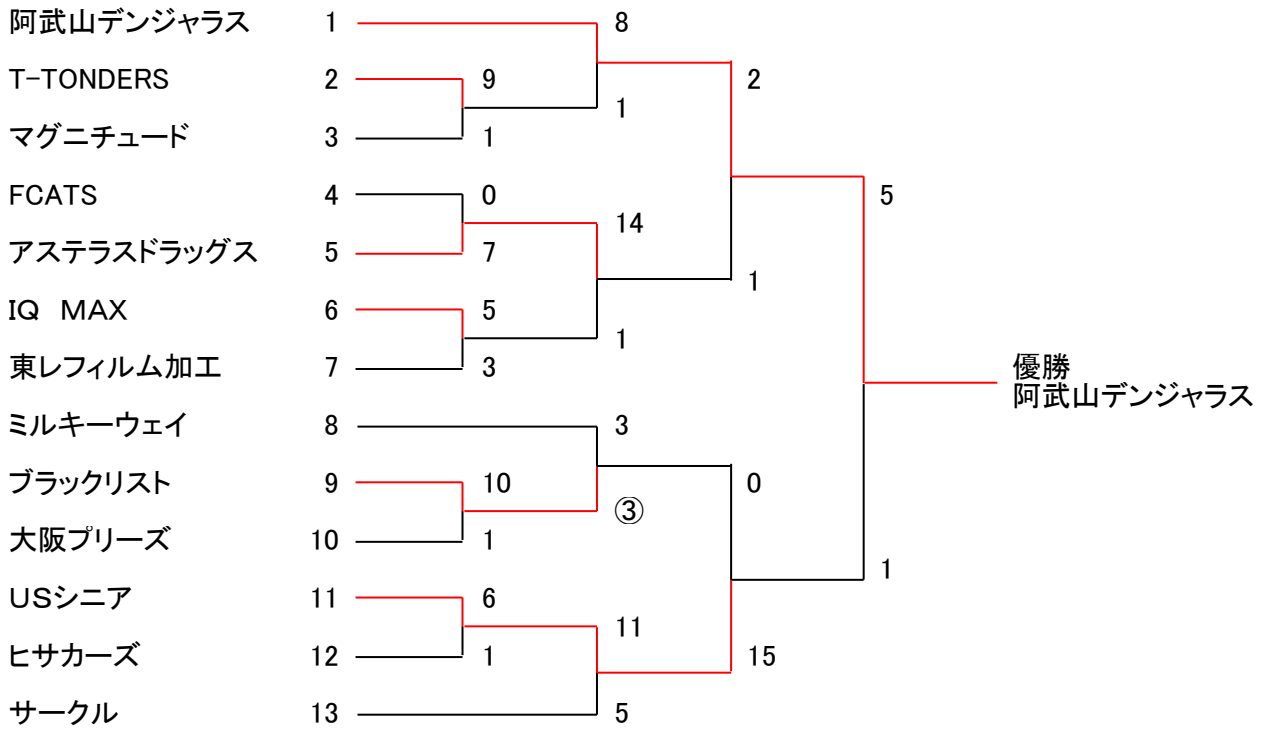 阿武山デンジャラス 1 8
T-TONDERS 2 9 2
1
マグニチュード 3 1
FCATS 4 0 5
14
アステラスドラッグス 5 7
1
IQ MAX 6 5
1
東レフィルム加工 7 3
優勝
阿武山デンジャラス
ミルキーウェイ 8 3
ブラックリスト 9 10 0
③
大阪プリーズ 10 1
1
USシニア 11 6
11
ヒサカーズ 12 1 15
サークル 13 5